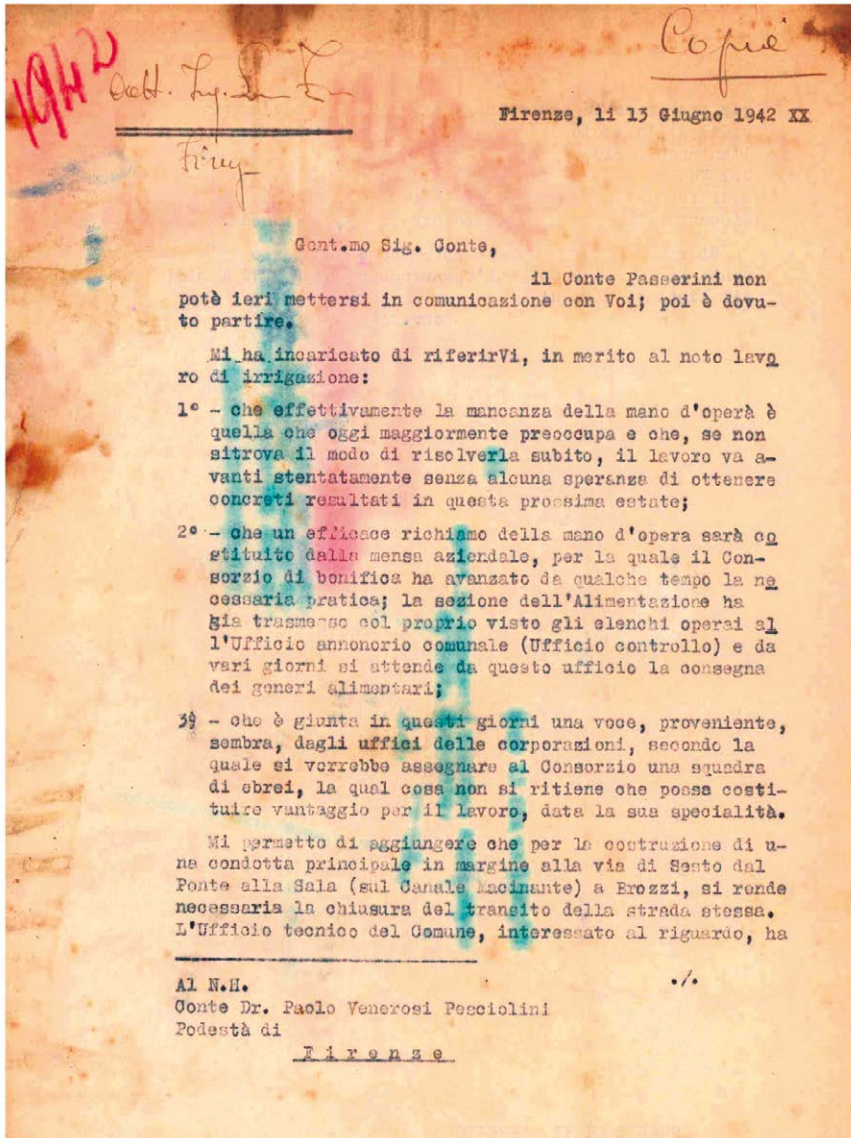 Copia
1942
Dott. Ing.
Firenze, li 13 Giugno 1942 XX
Gent.mo Sig. Conte,
il Conte Passerini non
potè ieri mettersi in comunicazione con Voi; poi è dovu-
to partire.
Mi ha incaricato di riferirVi, in merito al noto lavo
ro di irrigazione:
1° - che effettivamente la mancanza della mano d'operà è
quella che oggi maggiormente preoccupa e che, se non
sitrova il modo di risolverla subito, il lavoro va a-
vanti stentatamente senza alcuna speranza di ottenere
concreti resultati in questa prossima estate;
2° - che un efficace richiamo della mano d'opera sarà co
stituito dalla mensa aziendale, per la quale il Con-
sorzio di bonifica ha avanzato da qualche tempo la ne
cessaria pratica; la sezione dell'Alimentazione ha
gia trasmesso col proprio visto gli elenchi operai al
l'Ufficio annonorio comunale (Ufficio controllo) e da
vari giorni si attende da questo ufficio la consegna
dei generi alimentari;
3§ - che è giunta in questi giorni una voce, proveniente,
sembra, dagli uffici delle corporazioni, secondo la
quale si vorrebbe assegnare al Consorzio una squadra
di ebrei, la qual cosa non si ritiene che possa costi-
tuire vantaggio per il lavoro, data la sua specialità.
Mi permetto di aggiungere che per la costruzione di u-
na condotta principale in margine alla via di Sesto dal
Ponte alla Sala (sul Canale Macinante) a Brozzi, si rende
necessaria la chiusura del transito della strada stessa.
L'Ufficio tecnico del Comune, interessato al riguardo, ha
./.
Al N.H.
Conte Dr. Paolo Venerosi Pesciolini
Podestà di
Firenze